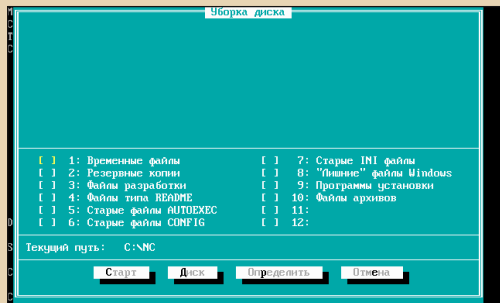 Уборка диска
[ ] 1: Временные файлы
[ ] 2: Резервные копии
[ ] 3: Файлы разработки
[ ] 4: Файлы типа README
[ ] 5: Старые файлы AUTOEXEC
[ ] 6: Старые файлы CONFIG
[ ] 7: Старые INI файлы
[ ] 8: "Лишние" файлы Windows
[ ] 9: Программы установки
[ ] 10: Файлы архивов
[ ] 11:
[ ] 12:
Текущий путь: C:\NC
Старт Диск Определить Отмена